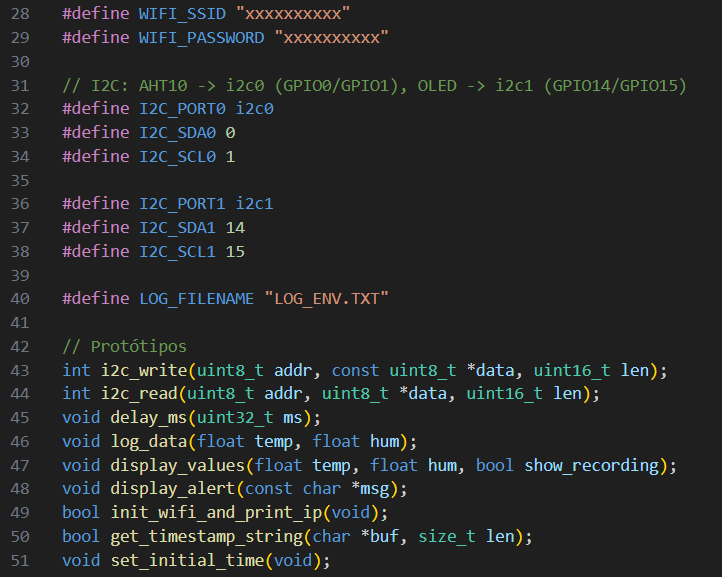 28 #define WIFI_SSID "xxxxxxxxxx"
29 #define WIFI_PASSWORD "xxxxxxxxxx"
30
31 // I2C: AHT10 -> i2c0 (GPIO0/GPIO1), OLED -> i2c1 (GPIO14/GPIO15)
32 #define I2C_PORT0 i2c0
33 #define I2C_SDA0 0
34 #define I2C_SCL0 1
35
36 #define I2C_PORT1 i2c1
37 #define I2C_SDA1 14
38 #define I2C_SCL1 15
39
40 #define LOG_FILENAME "LOG_ENV.TXT"
41
42 // Protótipos
43 int i2c_write(uint8_t addr, const uint8_t *data, uint16_t len);
44 int i2c_read(uint8_t addr, uint8_t *data, uint16_t len);
45 void delay_ms(uint32_t ms);
46 void log_data(float temp, float hum);
47 void display_values(float temp, float hum, bool show_recording);
48 void display_alert(const char *msg);
49 bool init_wifi_and_print_ip(void);
50 bool get_timestamp_string(char *buf, size_t len);
51 void set_initial_time(void);